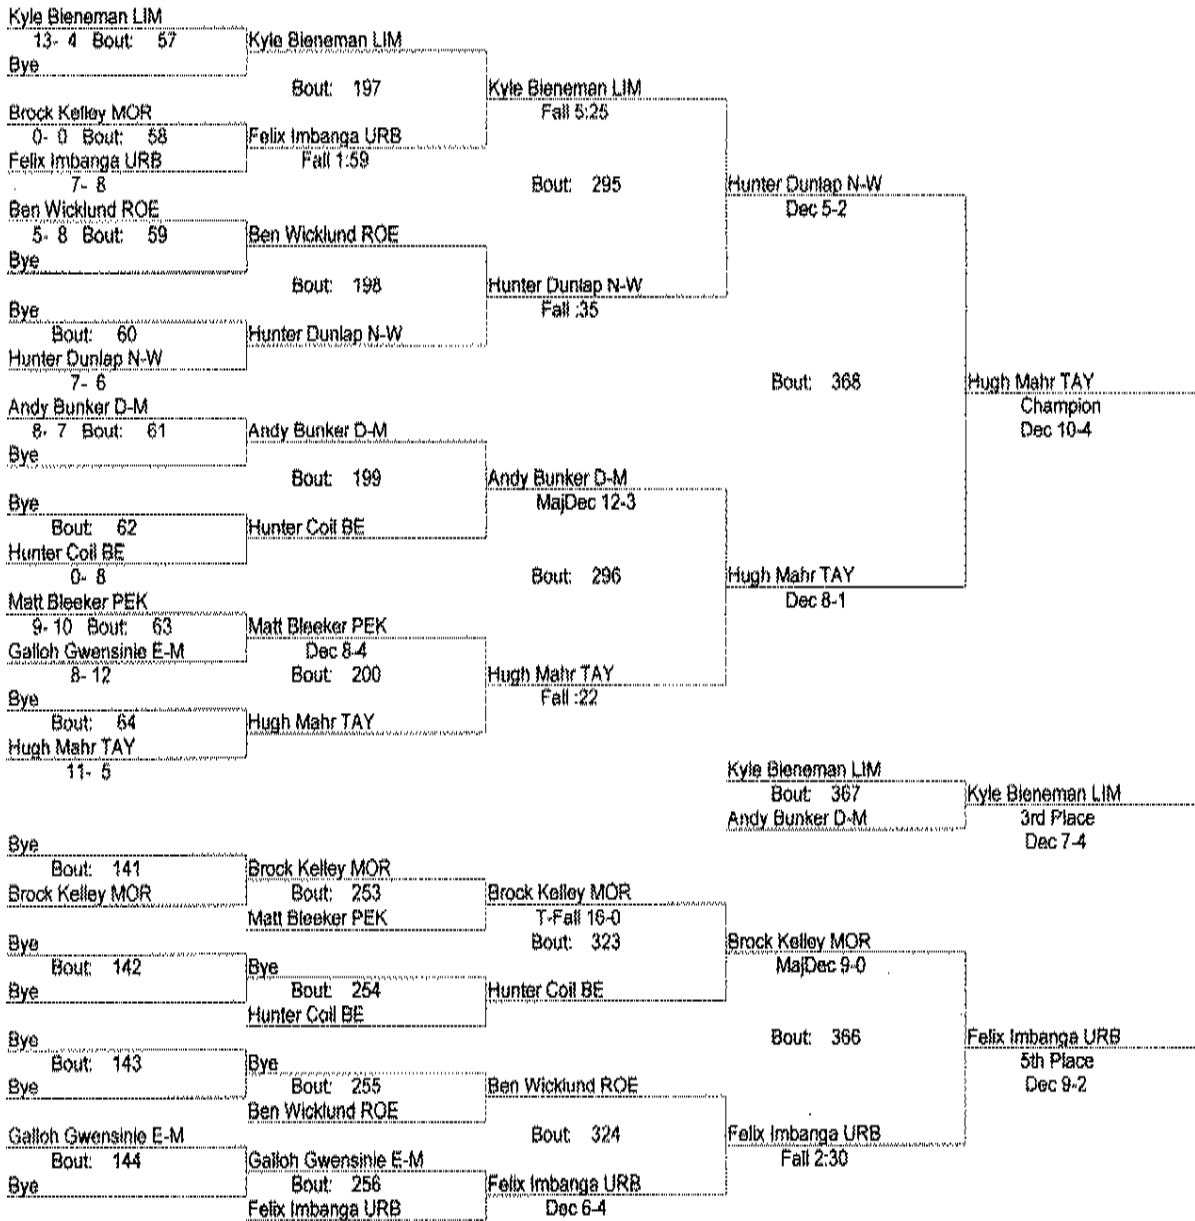 Kyle Bieneman LIM
13- 4 Bout: 57
Bye
Kyle Bieneman LIM
Bout: 197
Kyle Bieneman LIM
Fall 5:25
Brock Kelley MOR
0- 0 Bout: 58
Felix Imbanga URB
7- 8
Felix Imbanga URB
Fall 1:59
Bout: 295
Hunter Dunlap N-W
Dec 5-2
Ben Wicklund ROE
5- 8 Bout: 59
Bye
Ben Wicklund ROE
Bout: 198
Hunter Dunlap N-W
Fall :35
Bye
Bout: 60
Hunter Dunlap N-W
7- 6
Hunter Dunlap N-W
Bout: 368
Hugh Mahr TAY
Champion
Dec 10-4
Andy Bunker D-M
8- 7 Bout: 61
Bye
Andy Bunker D-M
Bout: 199
Andy Bunker D-M
MajDec 12-3
Bye
Bout: 62
Hunter Coil BE
0- 8
Hunter Coil BE
Bout: 296
Hugh Mahr TAY
Dec 8-1
Matt Bleeker PEK
9- 10 Bout: 63
Galloh Gwensinie E-M
8- 12
Matt Bleeker PEK
Dec 8-4
Bout: 200
Hugh Mahr TAY
Fall :22
Bye
Bout: 64
Hugh Mahr TAY
11- 5
Hugh Mahr TAY
Kyle Bieneman LIM
Bout: 367
Andy Bunker D-M
Kyle Bieneman LIM
3rd Place
Dec 7-4
Bye
Bout: 141
Brock Kelley MOR
Brock Kelley MOR
Bout: 253
Matt Bleeker PEK
Brock Kelley MOR
T-Fall 16-0
Bout: 323
Brock Kelley MOR
MajDec 9-0
Bye
Bout: 142
Bye
Bye
Bout: 254
Hunter Coil BE
Hunter Coil BE
Bout: 366
Felix Imbanga URB
5th Place
Dec 9-2
Bye
Bout: 143
Bye
Bye
Bout: 255
Ben Wicklund ROE
Ben Wicklund ROE
Bout: 324
Felix Imbanga URB
Fall 2:30
Galloh Gwensinie E-M
Bout: 144
Bye
Galloh Gwensinie E-M
Bout: 256
Felix Imbanga URB
Felix Imbanga URB
Dec 6-4